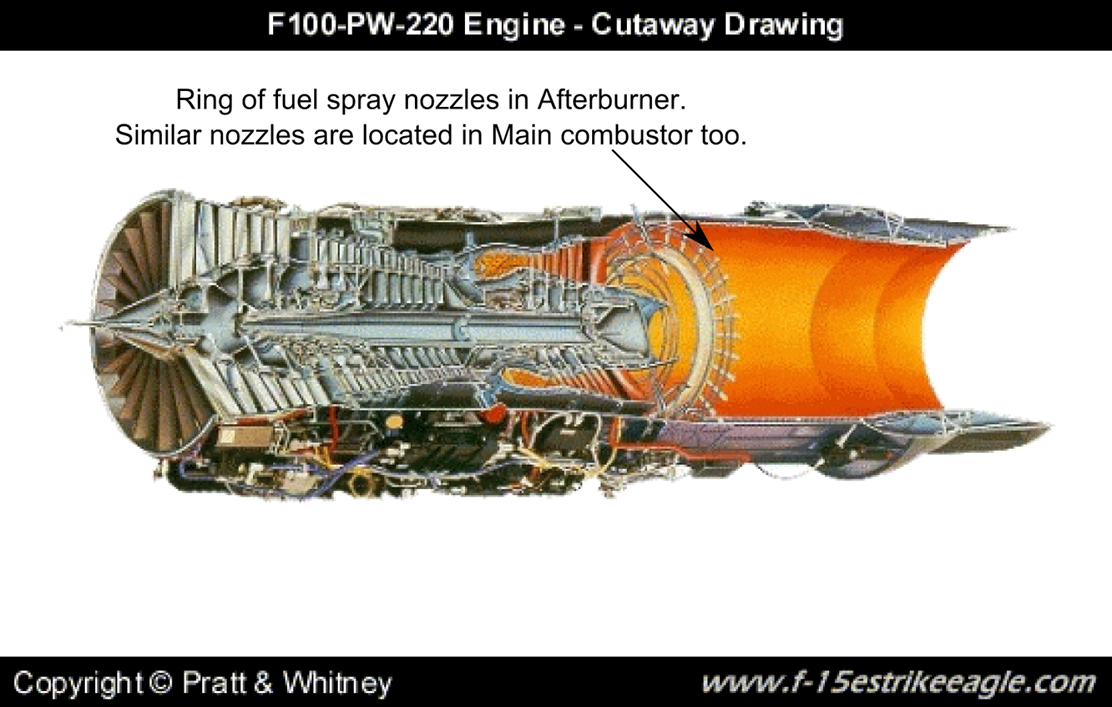 F100-PW-220 Engine - Cutaway Drawing
Ring of fuel spray nozzles in Afterburner.
Similar nozzles are located in Main combustor too.
Copyright © Pratt & Whitney
www.f-15estrikeeagle.com